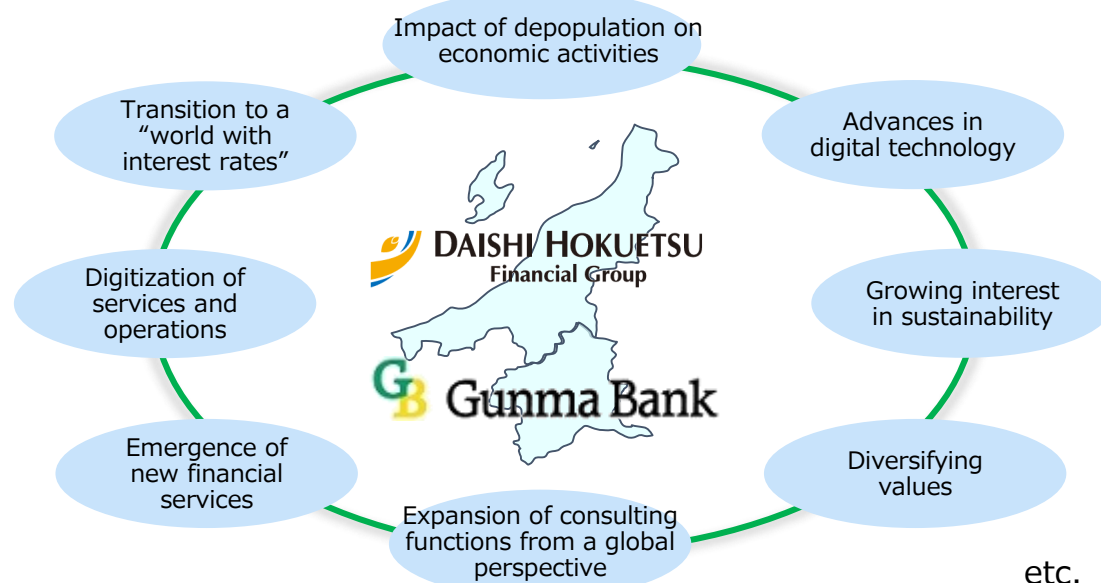 Impact of depopulation on
economic activities
Transition to a
“world with
interest rates”
Advances in
digital technology
DAISHI HOKUETSU
Financial Group
Digitization of
services and
operations
Growing interest
in sustainability
GB Gunma Bank
Emergence of
new financial
services
Diversifying
values
Expansion of consulting
functions from a global
perspective
etc.